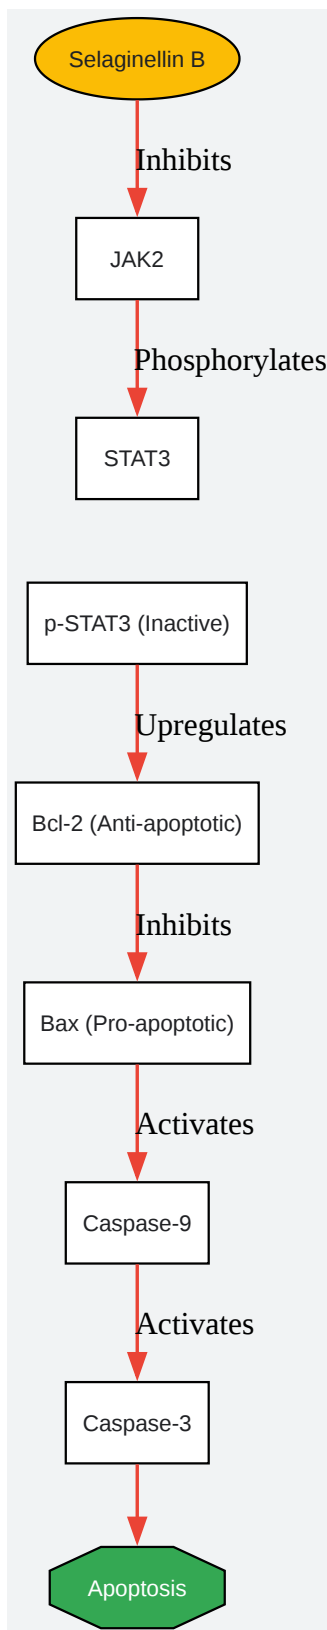 Selaginellin B
Inhibits
JAK2
Phosphorylates
STAT3
p-STAT3 (Inactive)
Upregulates
Bcl-2 (Anti-apoptotic)
Inhibits
Bax (Pro-apoptotic)
Activates
Caspase-9
Activates
Caspase-3
Apoptosis